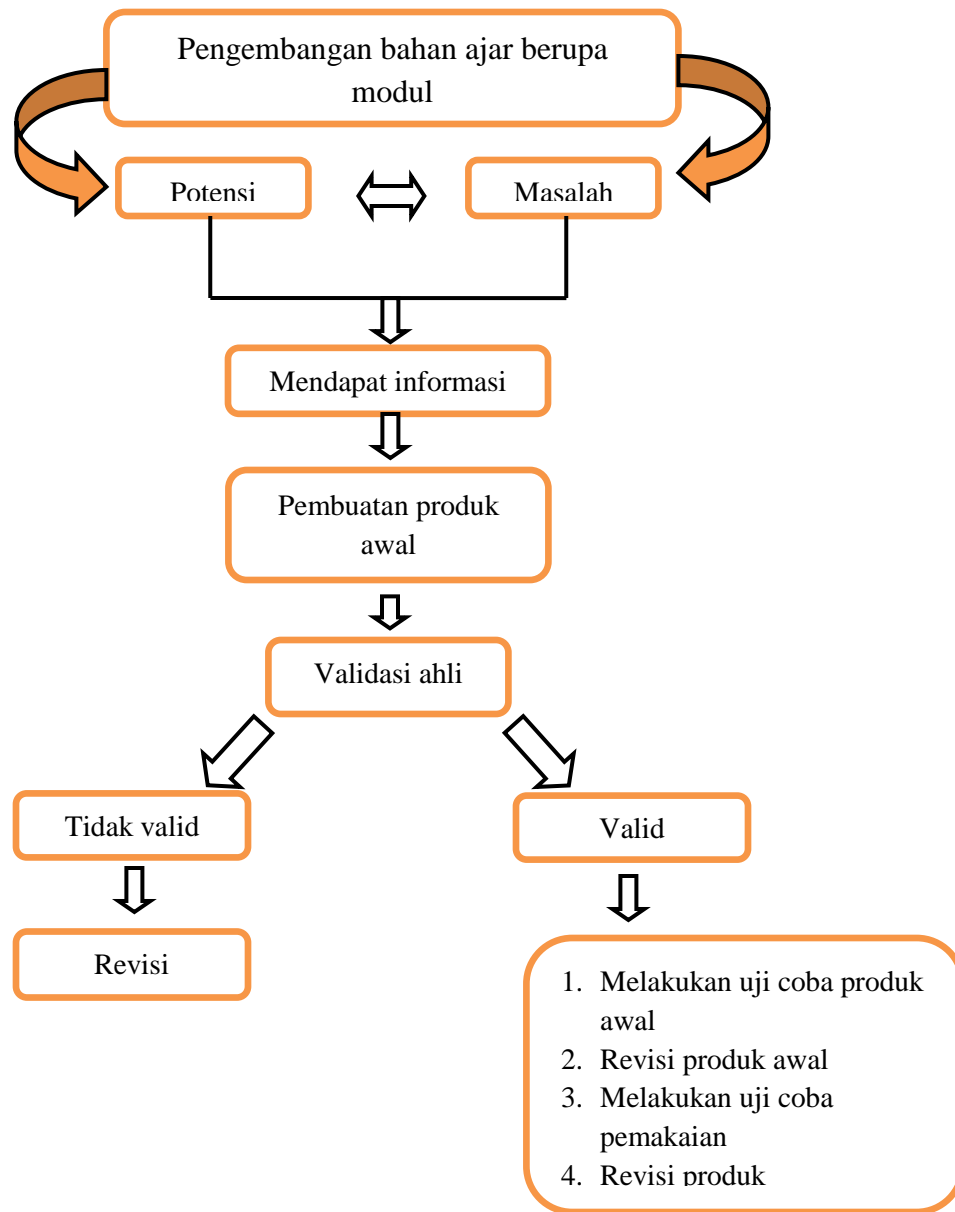 Pengembangan bahan ajar berupa
modul
Potensi
Masalah
Mendapat informasi
Pembuatan produk
awal
Validasi ahli
Tidak valid
Valid
Revisi
1. Melakukan uji coba produk
awal
2. Revisi produk awal
3. Melakukan uji coba
pemakaian
4. Revisi produk